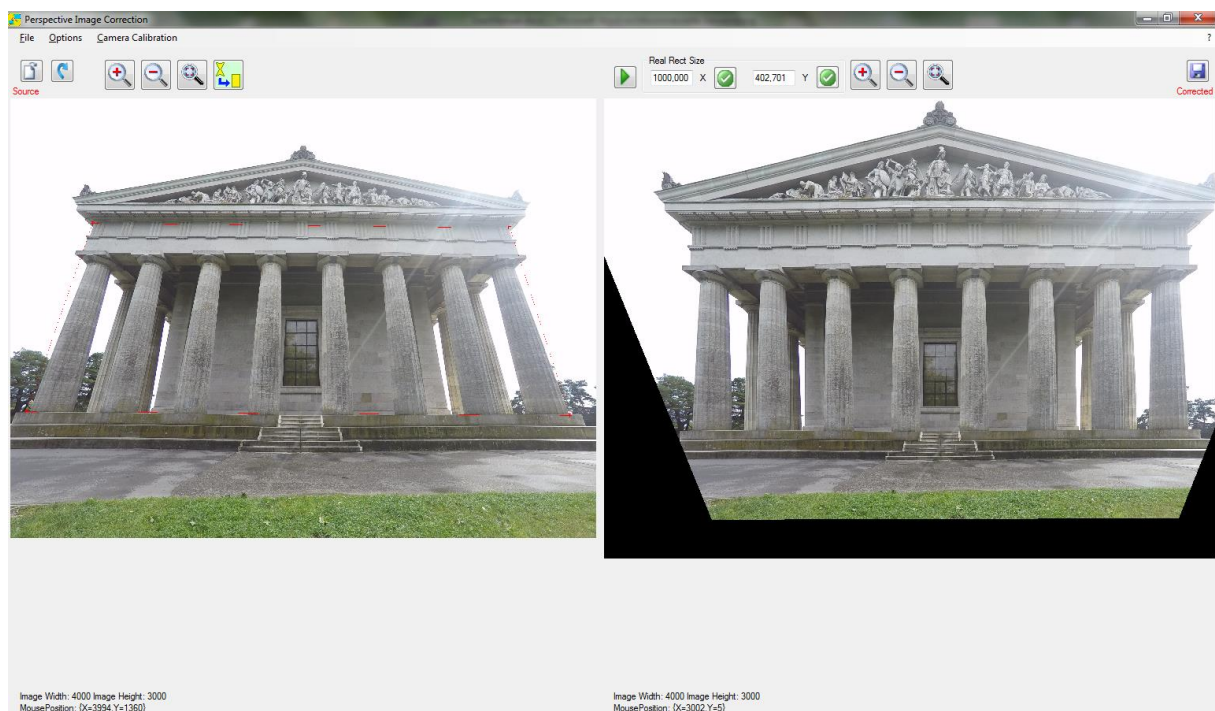 Perspective Image Correction
File Options Camera Calibration ?
Real Rect Size
1000,000 X 402,701 Y
Source
Corrected
Image Width: 4000 Image Height: 3000
MousePosition: {X=3994,Y=1360}
Image Width: 4000 Image Height: 3000
MousePosition: {X=3002,Y=5}